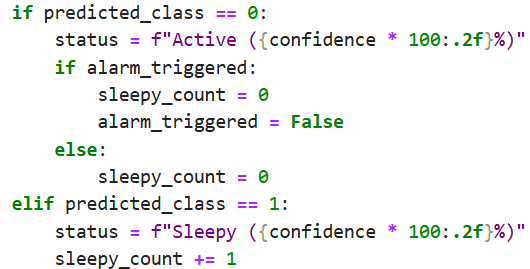 if predicted_class == 0:
    status = f"Active ({confidence * 100:.2f}%)"
    if alarm_triggered:
        sleepy_count = 0
        alarm_triggered = False
    else:
        sleepy_count = 0
elif predicted_class == 1:
    status = f"Sleepy ({confidence * 100:.2f}%)"
    sleepy_count += 1